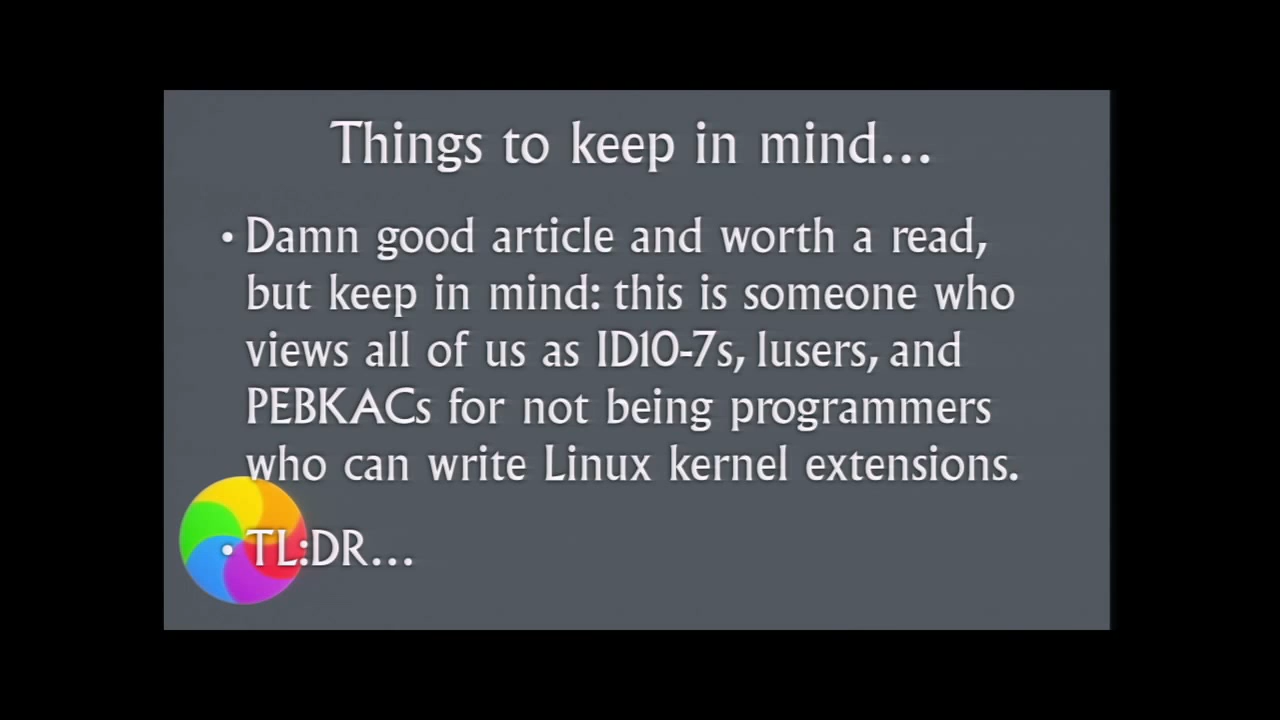 Things to keep in mind...
• Damn good article and worth a read,
but keep in mind: this is someone who
views all of us as ID10-7s, lusers, and
PEBKACs for not being programmers
who can write Linux kernel extensions.
• TL:DR...